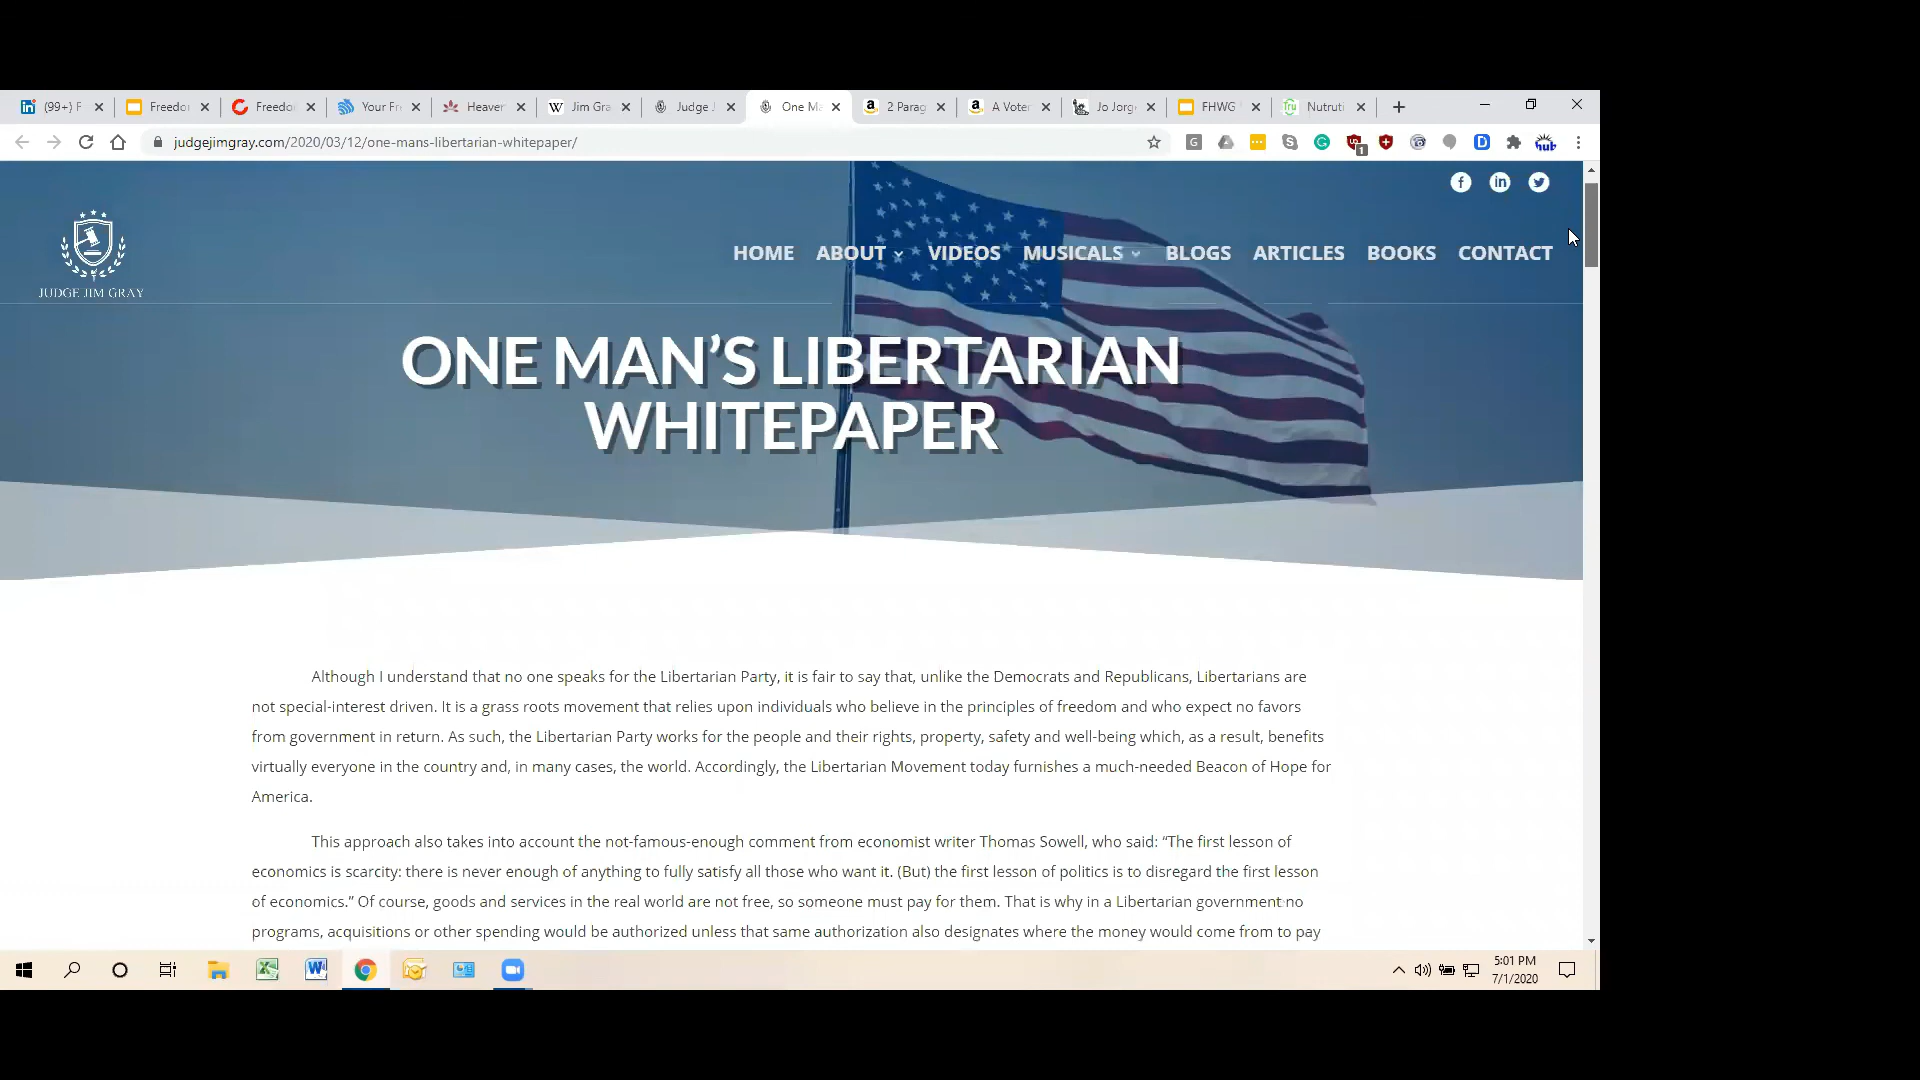 (99+) F
Freedo
Freedo
Your Fr
Heaven
Jim Gra
Judge J
One Ma
2 Parag
A Voter
Jo Jorg
FHWG
Nutruti
judgejimgray.com/2020/03/12/one-mans-libertarian-whitepaper/
JUDGE JIM GRAY
HOME ABOUT VIDEOS MUSICALS BLOGS ARTICLES BOOKS CONTACT
ONE MAN’S LIBERTARIAN
WHITEPAPER
Although I understand that no one speaks for the Libertarian Party, it is fair to say that, unlike the Democrats and Republicans, Libertarians are
not special-interest driven. It is a grass roots movement that relies upon individuals who believe in the principles of freedom and who expect no favors
from government in return. As such, the Libertarian Party works for the people and their rights, property, safety and well-being which, as a result, benefits
virtually everyone in the country and, in many cases, the world. Accordingly, the Libertarian Movement today furnishes a much-needed Beacon of Hope for
America.
This approach also takes into account the not-famous-enough comment from economist writer Thomas Sowell, who said: “The first lesson of
economics is scarcity: there is never enough of anything to fully satisfy all those who want it. (But) the first lesson of politics is to disregard the first lesson
of economics.” Of course, goods and services in the real world are not free, so someone must pay for them. That is why in a Libertarian government no
programs, acquisitions or other spending would be authorized unless that same authorization also designates where the money would come from to pay
5:01 PM
7/1/2020